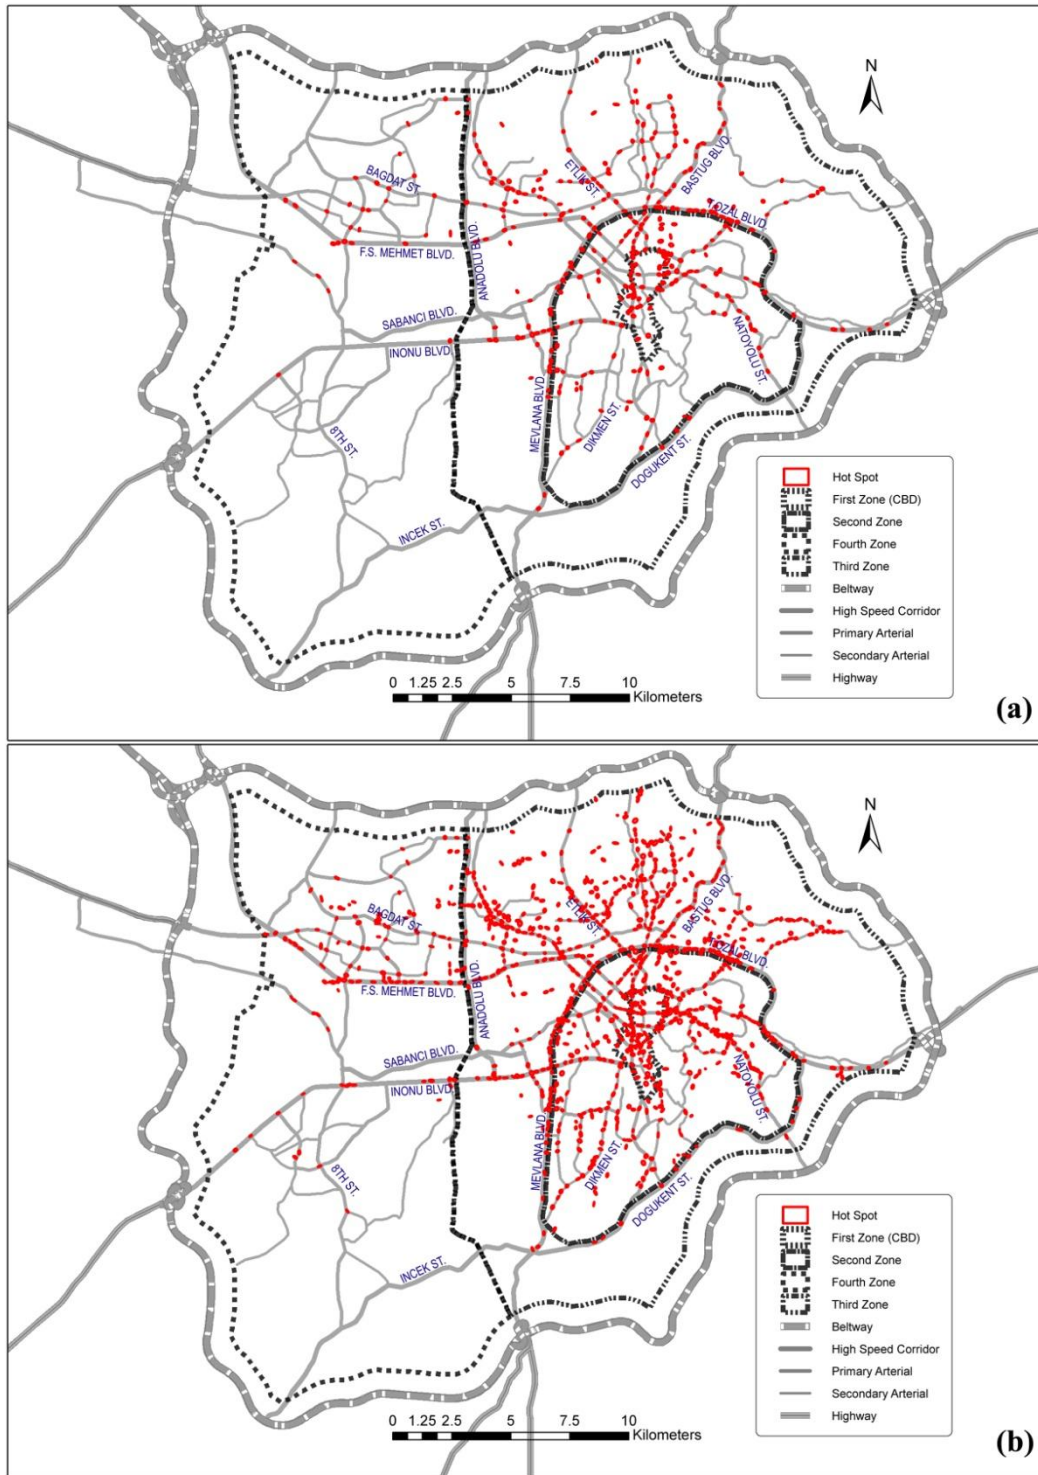 N
BAGDAT ST.
ETLIK ST.
BASTUG BLVD.
T.OZAL BLVD.
F.S. MEHMET BLVD.
ANADOLU BLVD.
SABANCI BLVD.
INONU BLVD.
NATOYOLU ST.
MEVLANA BLVD.
DIKMEN ST.
8TH ST.
DOGUKENT ST.
INCEK ST.
Hot Spot
First Zone (CBD)
Second Zone
Fourth Zone
Third Zone
Beltway
High Speed Corridor
Primary Arterial
Secondary Arterial
Highway
0 1.25 2.5 5 7.5 10
Kilometers
(a)
N
BAGDAT ST.
ETLIK ST.
BASTUG BLVD.
T.OZAL BLVD.
F.S. MEHMET BLVD.
ANADOLU BLVD.
SABANCI BLVD.
INONU BLVD.
NATOYOLU ST.
MEVLANA BLVD.
DIKMEN ST.
8TH ST.
DOGUKENT ST.
INCEK ST.
Hot Spot
First Zone (CBD)
Second Zone
Fourth Zone
Third Zone
Beltway
High Speed Corridor
Primary Arterial
Secondary Arterial
Highway
0 1.25 2.5 5 7.5 10
Kilometers
(b)